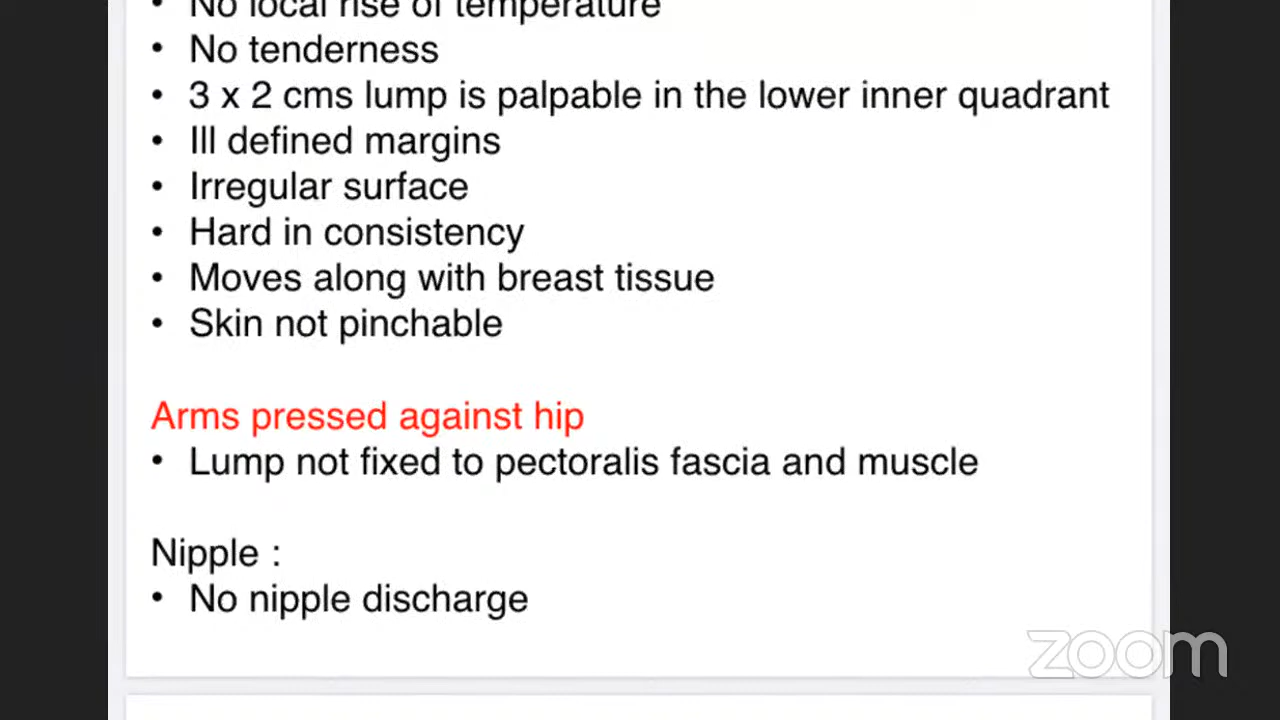 • No local rise of temperature
• No tenderness
• 3 x 2 cms lump is palpable in the lower inner quadrant
• Ill defined margins
• Irregular surface
• Hard in consistency
• Moves along with breast tissue
• Skin not pinchable
Arms pressed against hip
• Lump not fixed to pectoralis fascia and muscle
Nipple :
• No nipple discharge
zoom